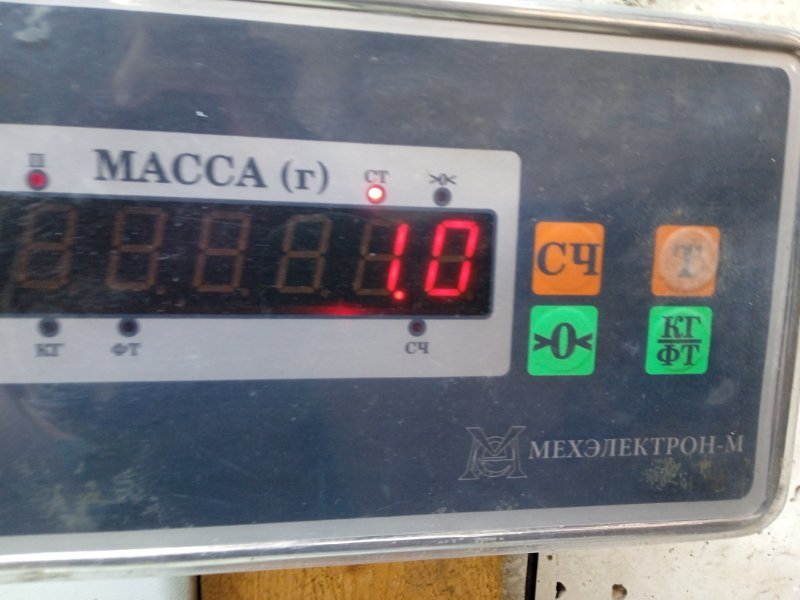 П
МАССА (г)
СТ
>0<
1.0
КГ
ФТ
СЧ
СЧ
Т
>0<
КГ
ФТ
МЕХЭЛЕКТРОН-М